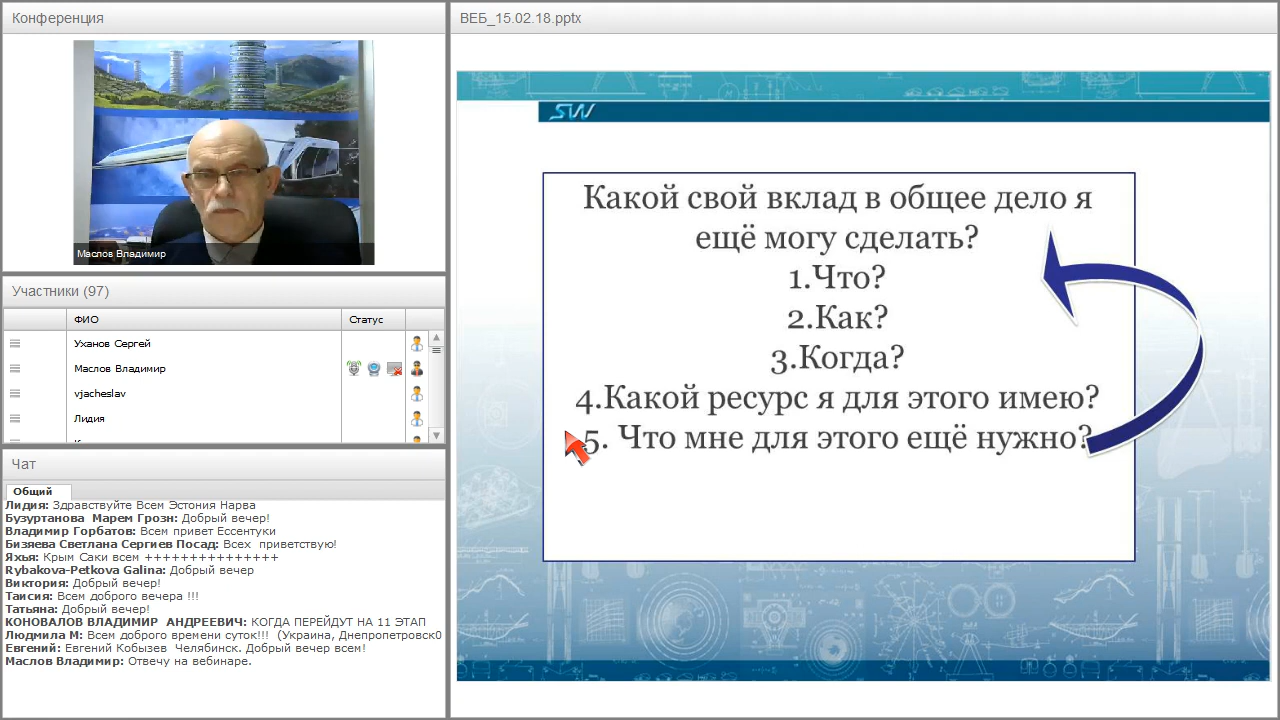 Конференция
Маслов Владимир
Участники (97)
ФИО Статус
Уханов Сергей
Маслов Владимир
vjacheslav
Лидия
Чат
Общий
Лидия: Здравствуйте Всем Эстония Нарва
Бузуртанова Марем Грозн: Добрый вечер!
Владимир Горбатов: Всем привет Ессентуки
Бизяева Светлана Сергиев Посад: Всех приветствую!
Яхья: Крым Саки всем +++++++++++++++
Rybakova-Petkova Galina: Добрый вечер
Виктория: Добрый вечер!
Таисия: Всем доброго вечера !!!
Татьяна: Добрый вечер!
КОНОВАЛОВ ВЛАДИМИР АНДРЕЕВИЧ: КОГДА ПЕРЕЙДУТ НА 11 ЭТАП
Людмила М: Всем доброго времени суток!!! (Украина, Днепропетровск0
Евгений: Евгений Кобызев Челябинск. Добрый вечер всем!
Маслов Владимир: Отвечу на вебинаре.
ВЕБ_15.02.18.pptx
SW
Какой свой вклад в общее дело я
ещё могу сделать?
1.Что?
2.Как?
3.Когда?
4.Какой ресурс я для этого имею?
5. Что мне для этого ещё нужно?